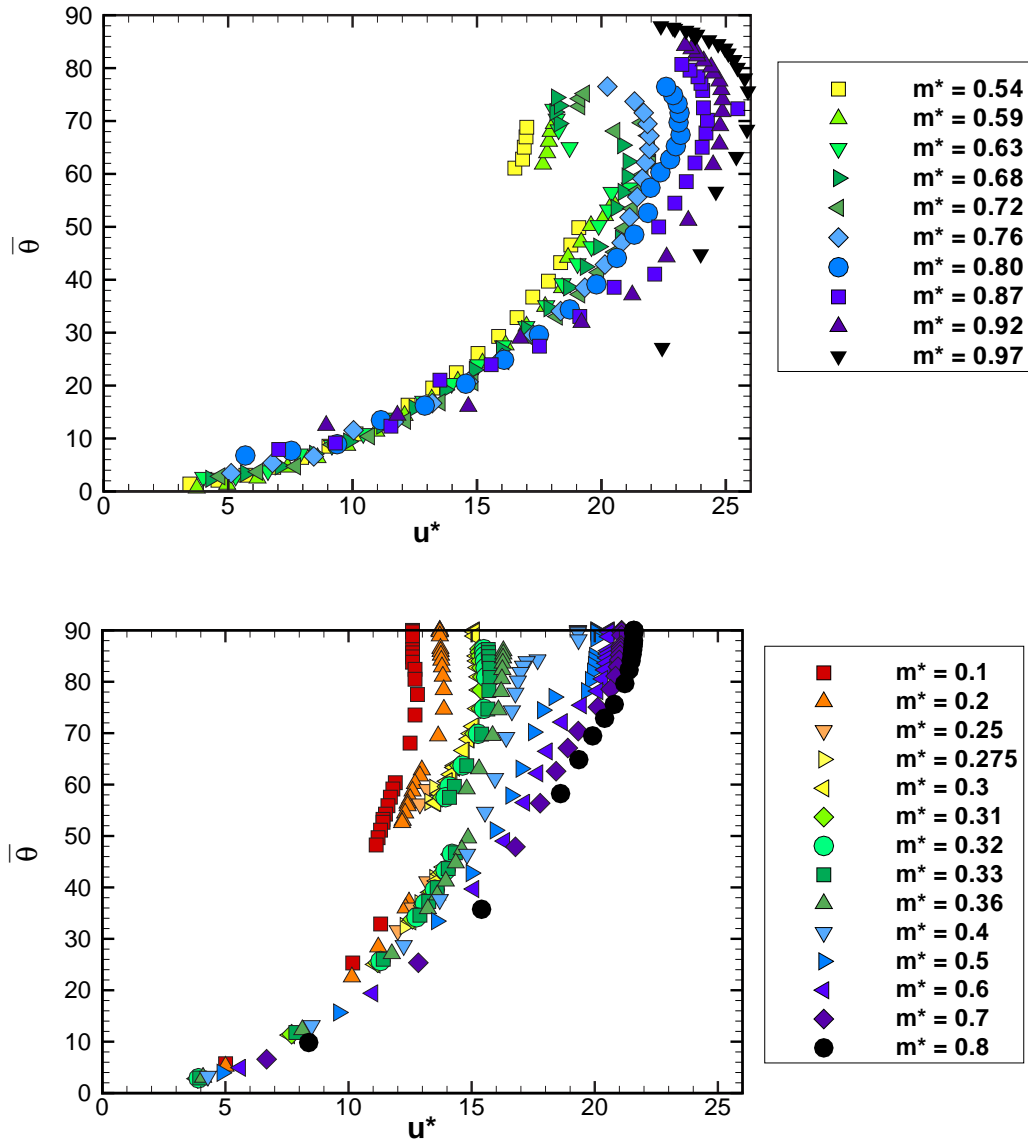 90
80
70
60
50
40
30
20
10
0
θ̅
0 5 10 15 20 25
u*
m* = 0.54
m* = 0.59
m* = 0.63
m* = 0.68
m* = 0.72
m* = 0.76
m* = 0.80
m* = 0.87
m* = 0.92
m* = 0.97
90
80
70
60
50
40
30
20
10
0
θ̅
0 5 10 15 20 25
u*
m* = 0.1
m* = 0.2
m* = 0.25
m* = 0.275
m* = 0.3
m* = 0.31
m* = 0.32
m* = 0.33
m* = 0.36
m* = 0.4
m* = 0.5
m* = 0.6
m* = 0.7
m* = 0.8